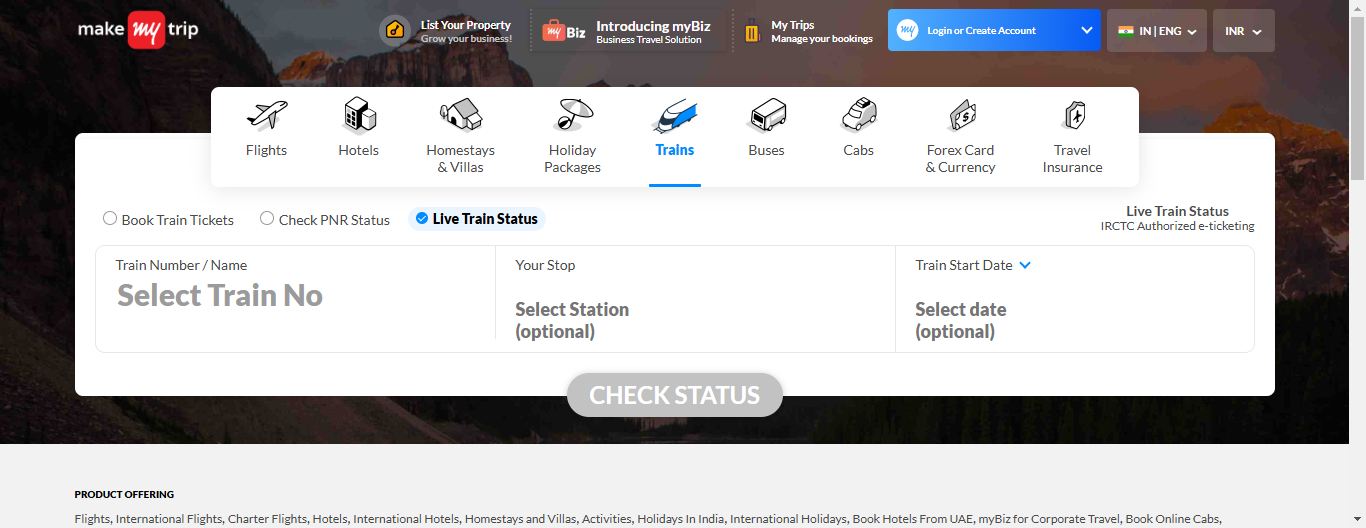 make my trip
List Your Property
Grow your business!
my Biz
Introducing myBiz
Business Travel Solution
My Trips
Manage your bookings
my
Login or Create Account
IN | ENG
INR
Flights
Hotels
Homestays
& Villas
Holiday
Packages
Trains
Buses
Cabs
Forex Card
& Currency
Travel
Insurance
Book Train Tickets
Check PNR Status
Live Train Status
Live Train Status
IRCTC Authorized e-ticketing
Train Number / Name
Select Train No
Your Stop
Select Station
(optional)
Train Start Date
Select date
(optional)
CHECK STATUS
PRODUCT OFFERING
Flights, International Flights, Charter Flights, Hotels, International Hotels, Homestays and Villas, Activities, Holidays In India, International Holidays, Book Hotels From UAE, myBiz for Corporate Travel, Book Online Cabs,